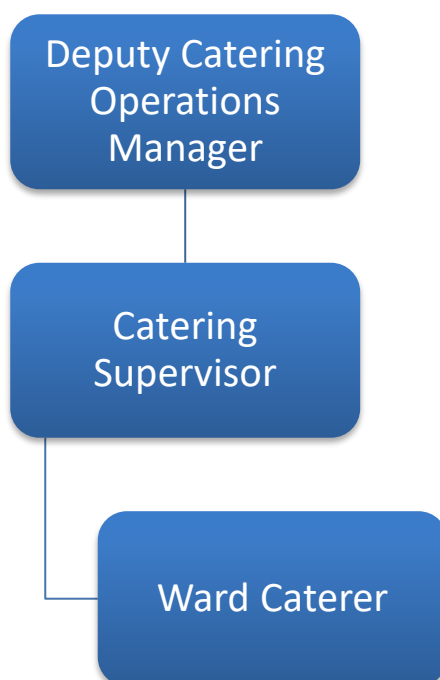 Deputy Catering
Operations
Manager
Catering
Supervisor
Ward Caterer